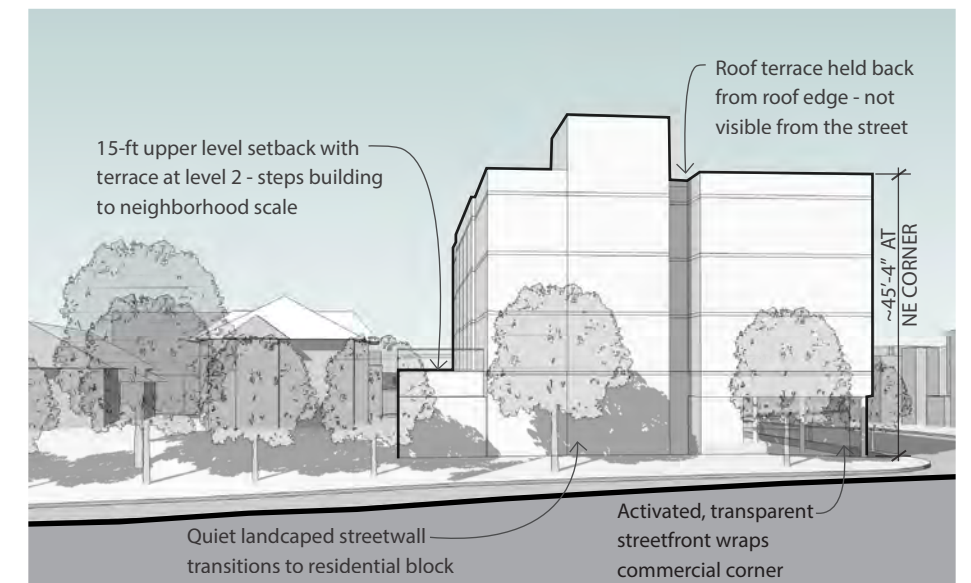 Roof terrace held back
from roof edge - not
visible from the street
15-ft upper level setback with
terrace at level 2 - steps building
to neighborhood scale
~45'-4" AT
NE CORNER
Quiet landcaped streetwall
transitions to residential block
Activated, transparent
streetfront wraps
commercial corner